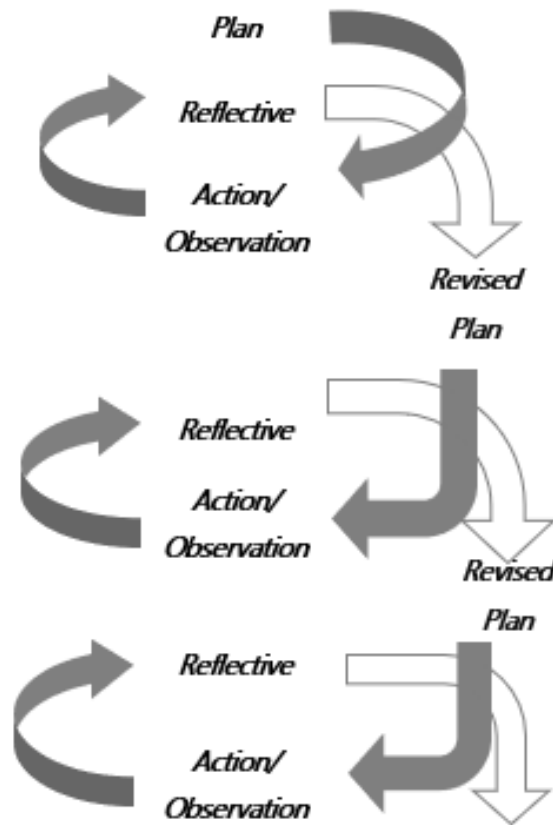 Plan
Reflective
Action/
Observation
Revised
Plan
Reflective
Action/
Observation
Revised
Plan
Reflective
Action/
Observation